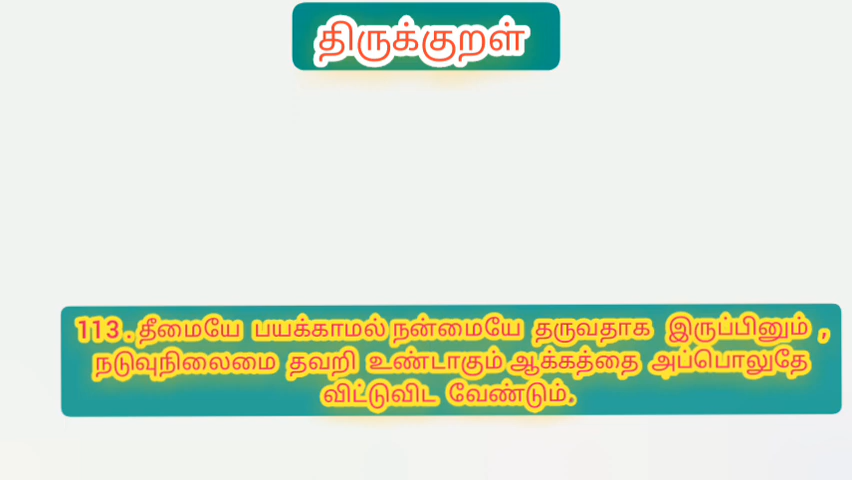 திருக்குறள்
113 . தீமையே பயக்காமல் நன்மையே தருவதாக இருப்பினும் ,
நடுவுநிலைமை தவறி உண்டாகும் ஆக்கத்தை அப்பொலுதே
விட்டுவிட வேண்டும்.